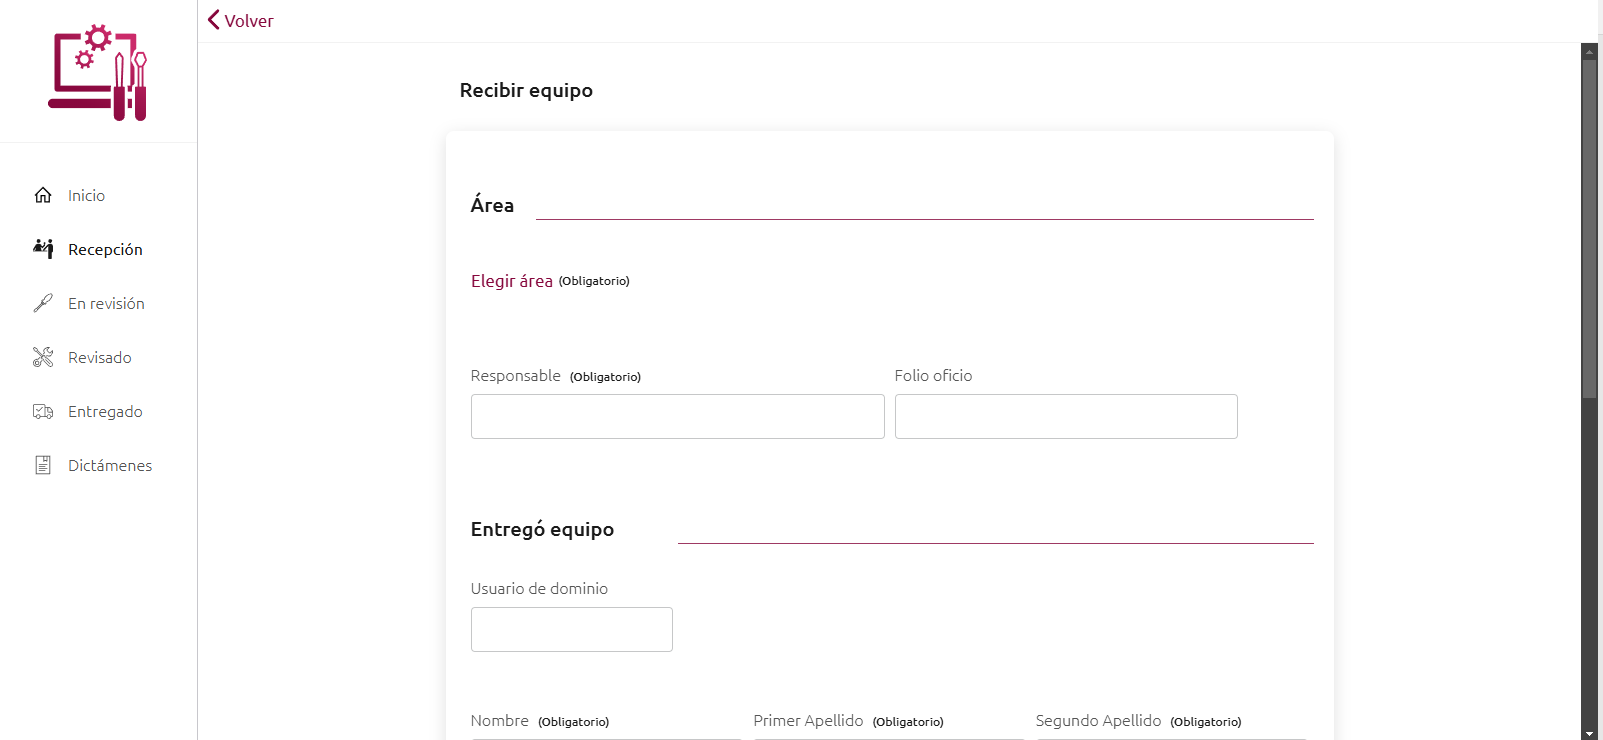 Volver
Recibir equipo
Inicio
Recepción
En revisión
Revisado
Entregado
Dictámenes
Área
Elegir área (Obligatorio)
Responsable (Obligatorio) Folio oficio
Entregó equipo
Usuario de dominio
Nombre (Obligatorio) Primer Apellido (Obligatorio) Segundo Apellido (Obligatorio)